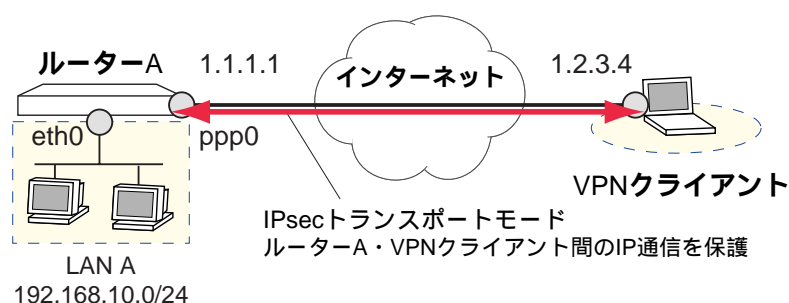 ルーターA
1.1.1.1
インターネット
1.2.3.4
eth0
ppp0
VPNクライアント
IPsecトランスポートモード
ルーターA・VPNクライアント間のIP通信を保護
LAN A
192.168.10.0/24